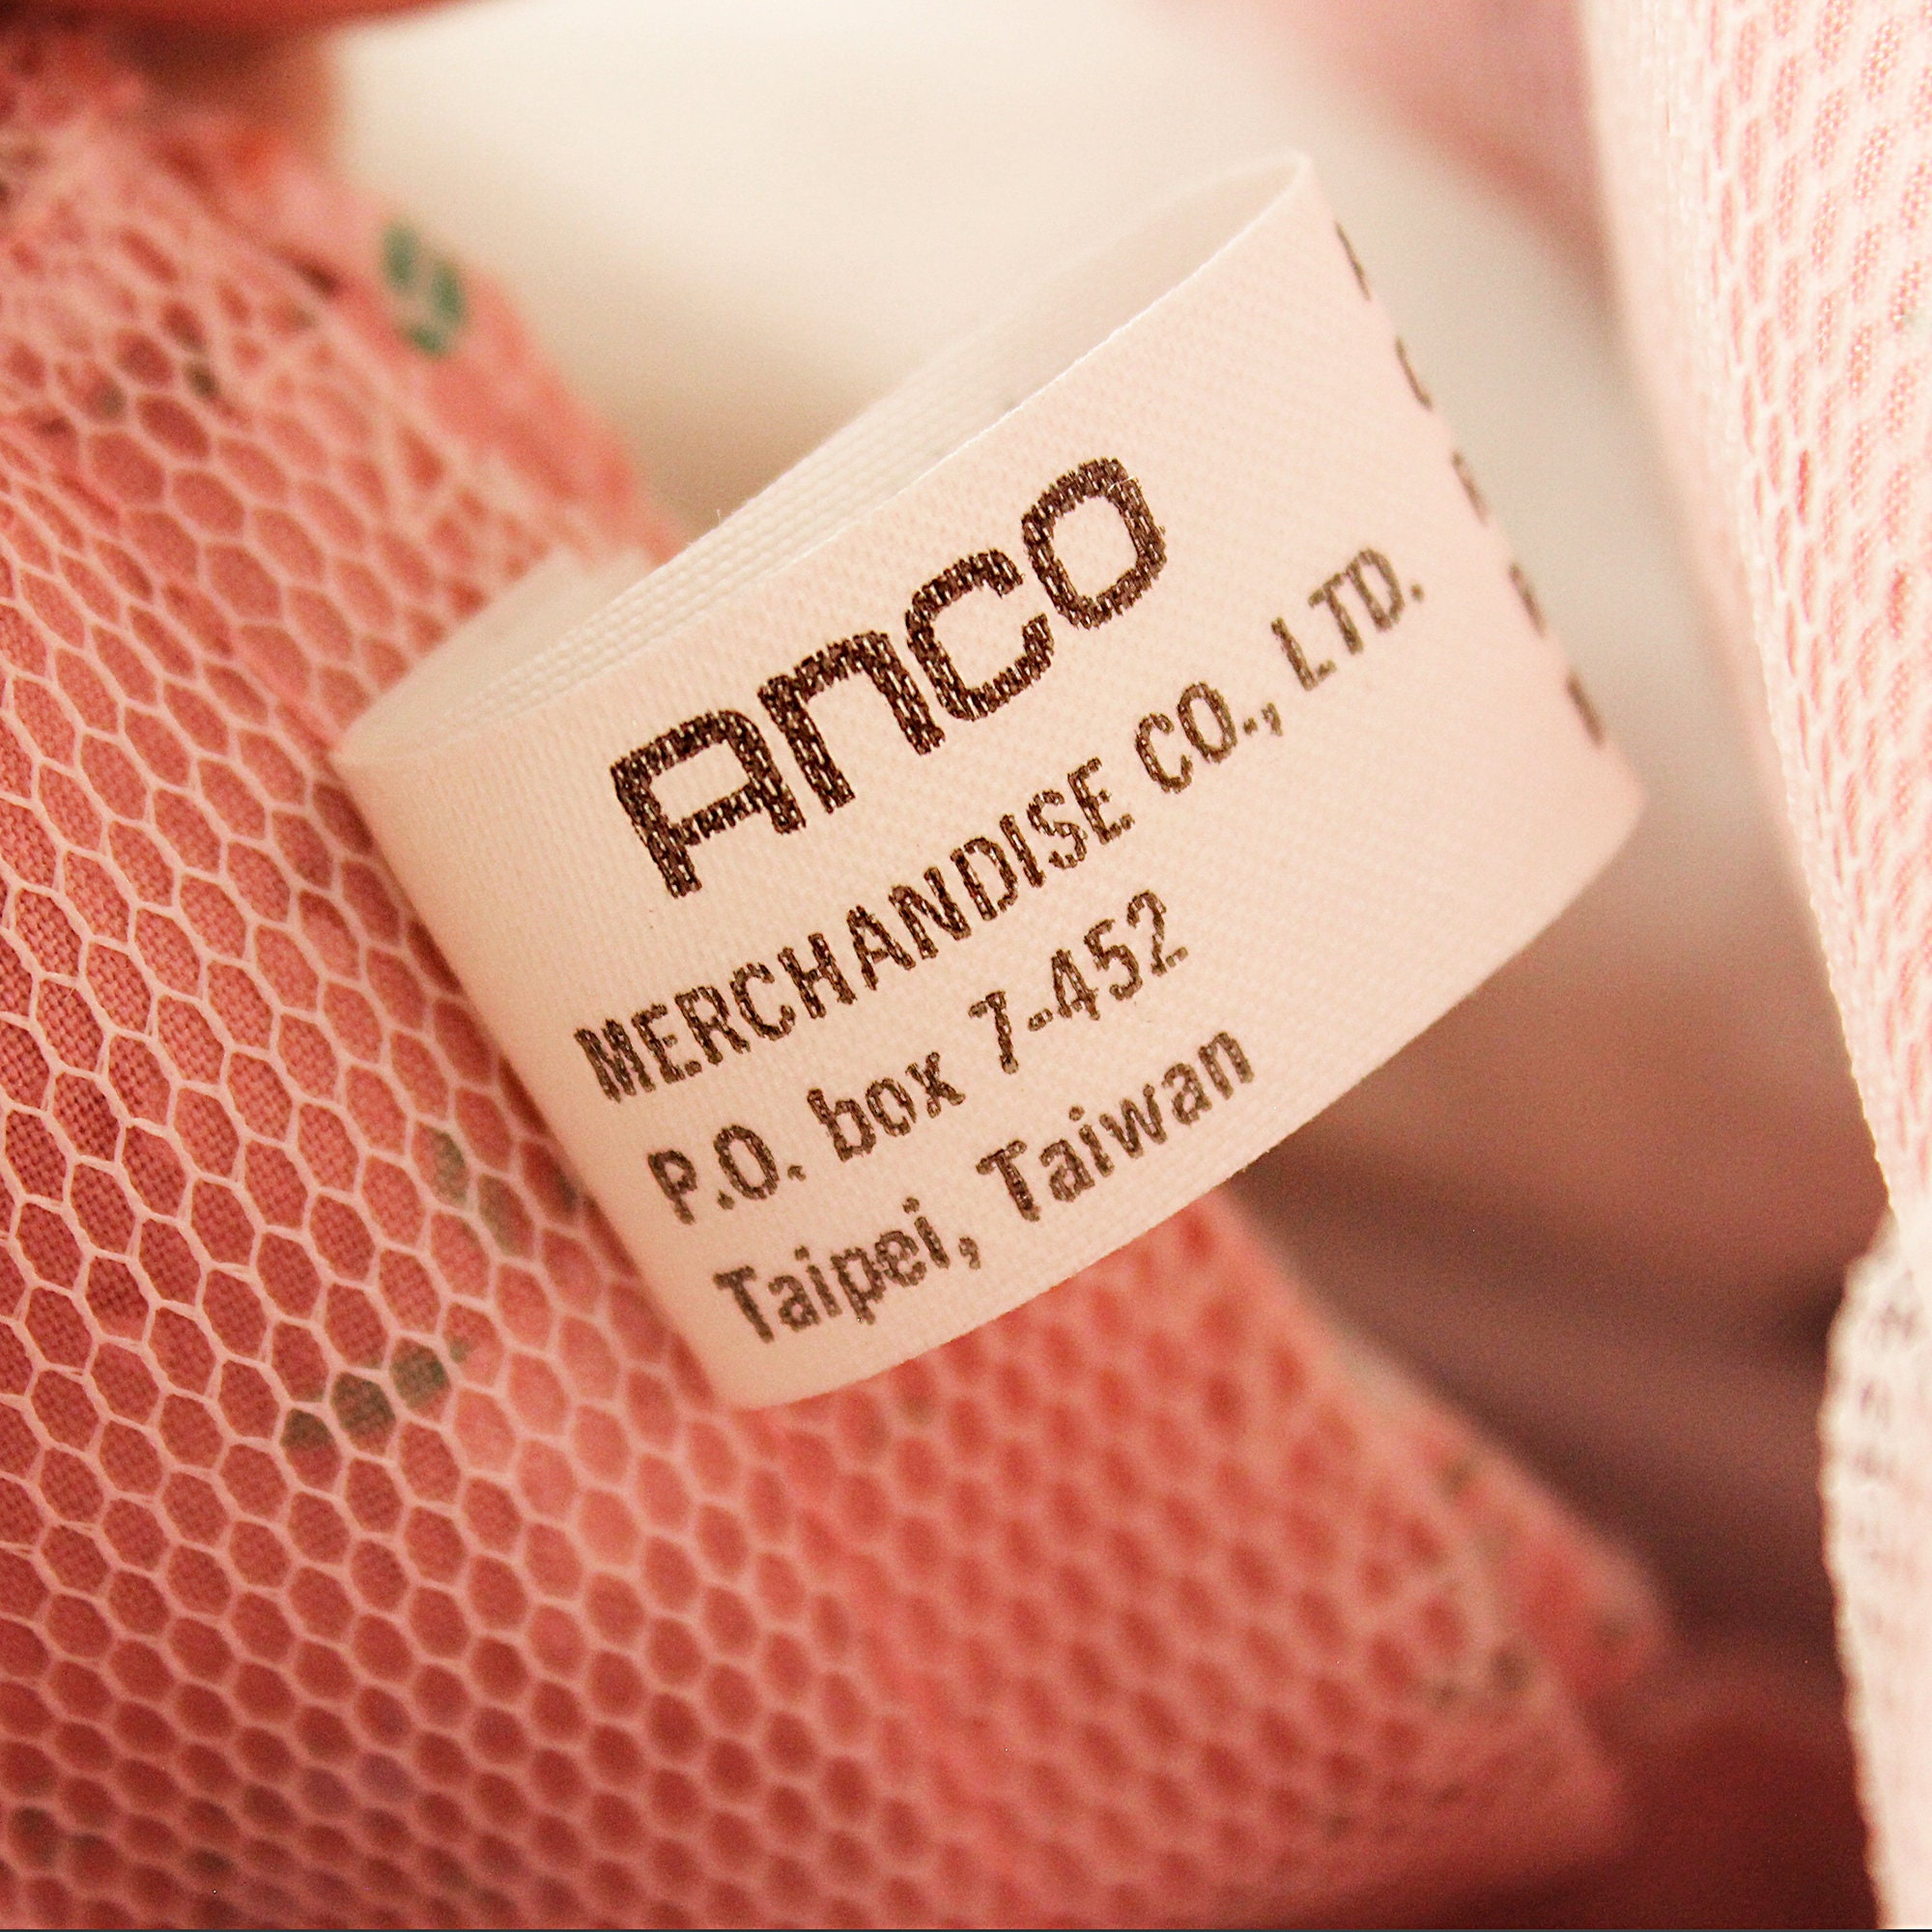 Anco
MERCHANDISE CO., LTD.
P.O. box 7-452
Taipei, Taiwan